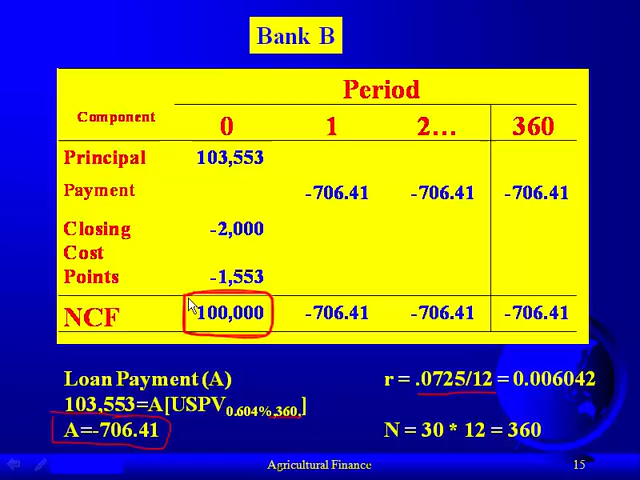 Bank B
Period
Component 0 1 2… 360
Principal 103,553
Payment -706.41 -706.41 -706.41
Closing -2,000
Cost
Points -1,553
NCF 100,000 -706.41 -706.41 -706.41
Loan Payment (A) r = .0725/12 = 0.006042
103,553=A[USPV0.604%,360,]
A=-706.41 N = 30 * 12 = 360
Agricultural Finance 15